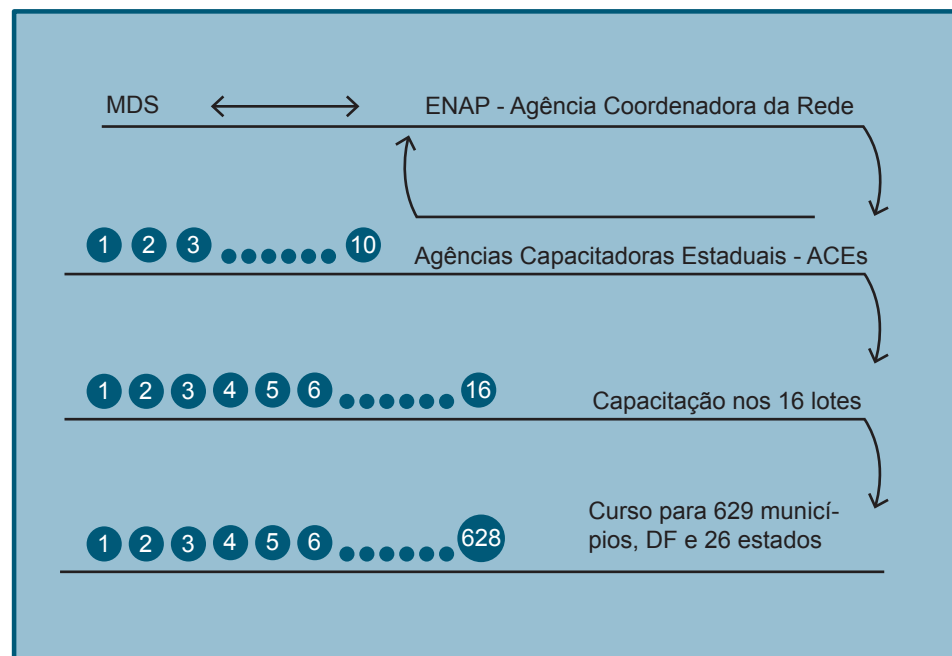 MDS ENAP - Agência Coordenadora da Rede
1 2 3 10 Agências Capacitadoras Estaduais - ACEs
1 2 3 4 5 6 16 Capacitação nos 16 lotes
Curso para 629 municí-
pios, DF e 26 estados
1 2 3 4 5 6 628